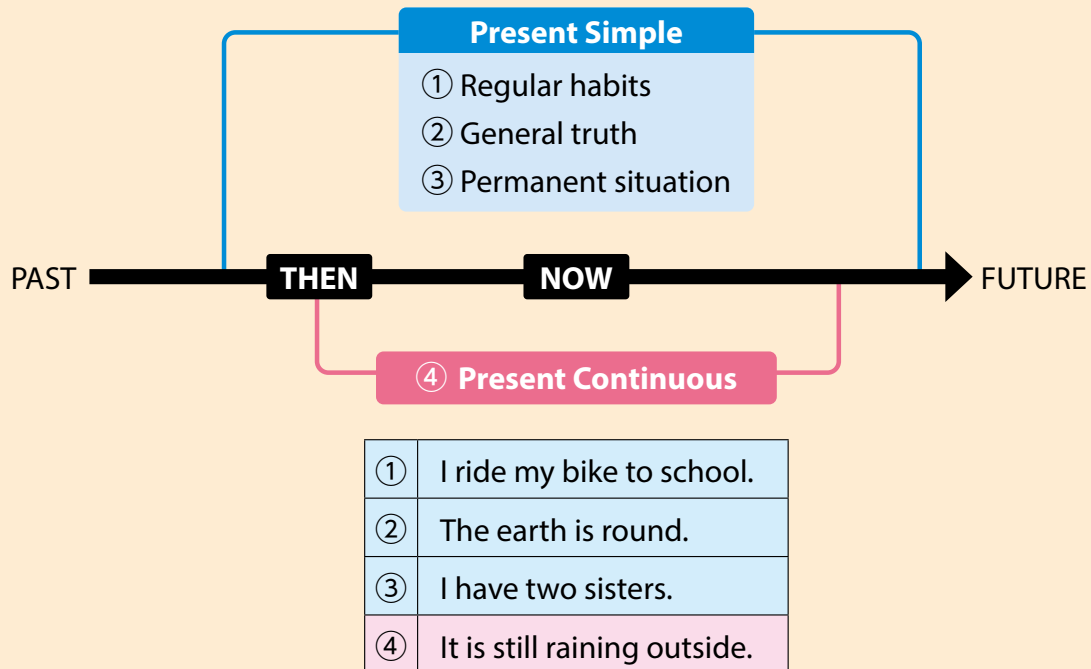 Present Simple
① Regular habits
② General truth
③ Permanent situation
PAST THEN NOW FUTURE
④ Present Continuous
① I ride my bike to school.
② The earth is round.
③ I have two sisters.
④ It is still raining outside.